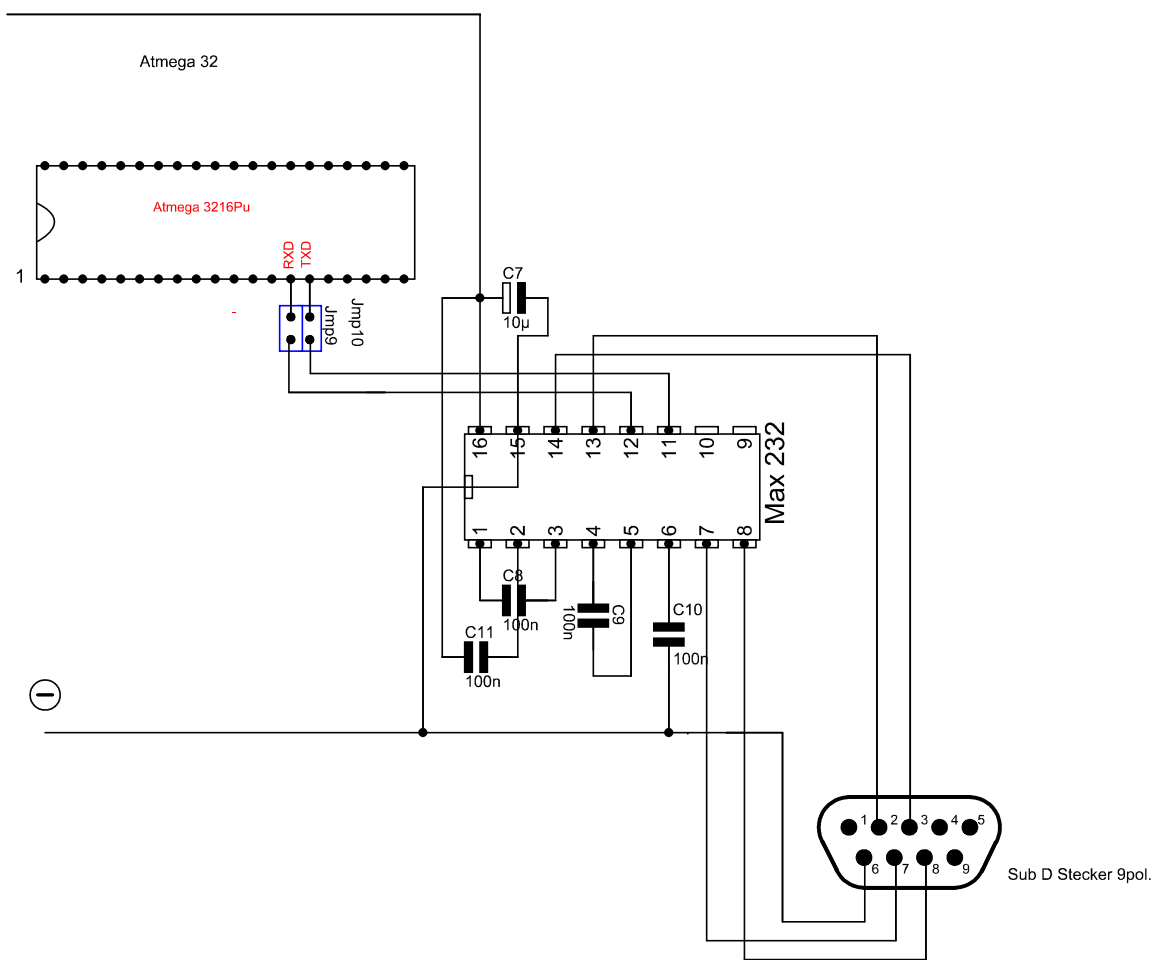 Atmega 32
Atmega 3216Pu
RXD
TXD
1
-
Jmp9
Jmp10
C7
10µ
16 15 14 13 12 11 10 9
Max 232
1 2 3 4 5 6 7 8
C8
100n
C11
100n
C9
100n
C10
100n
1 2 3 4 5
6 7 8 9
Sub D Stecker 9pol.